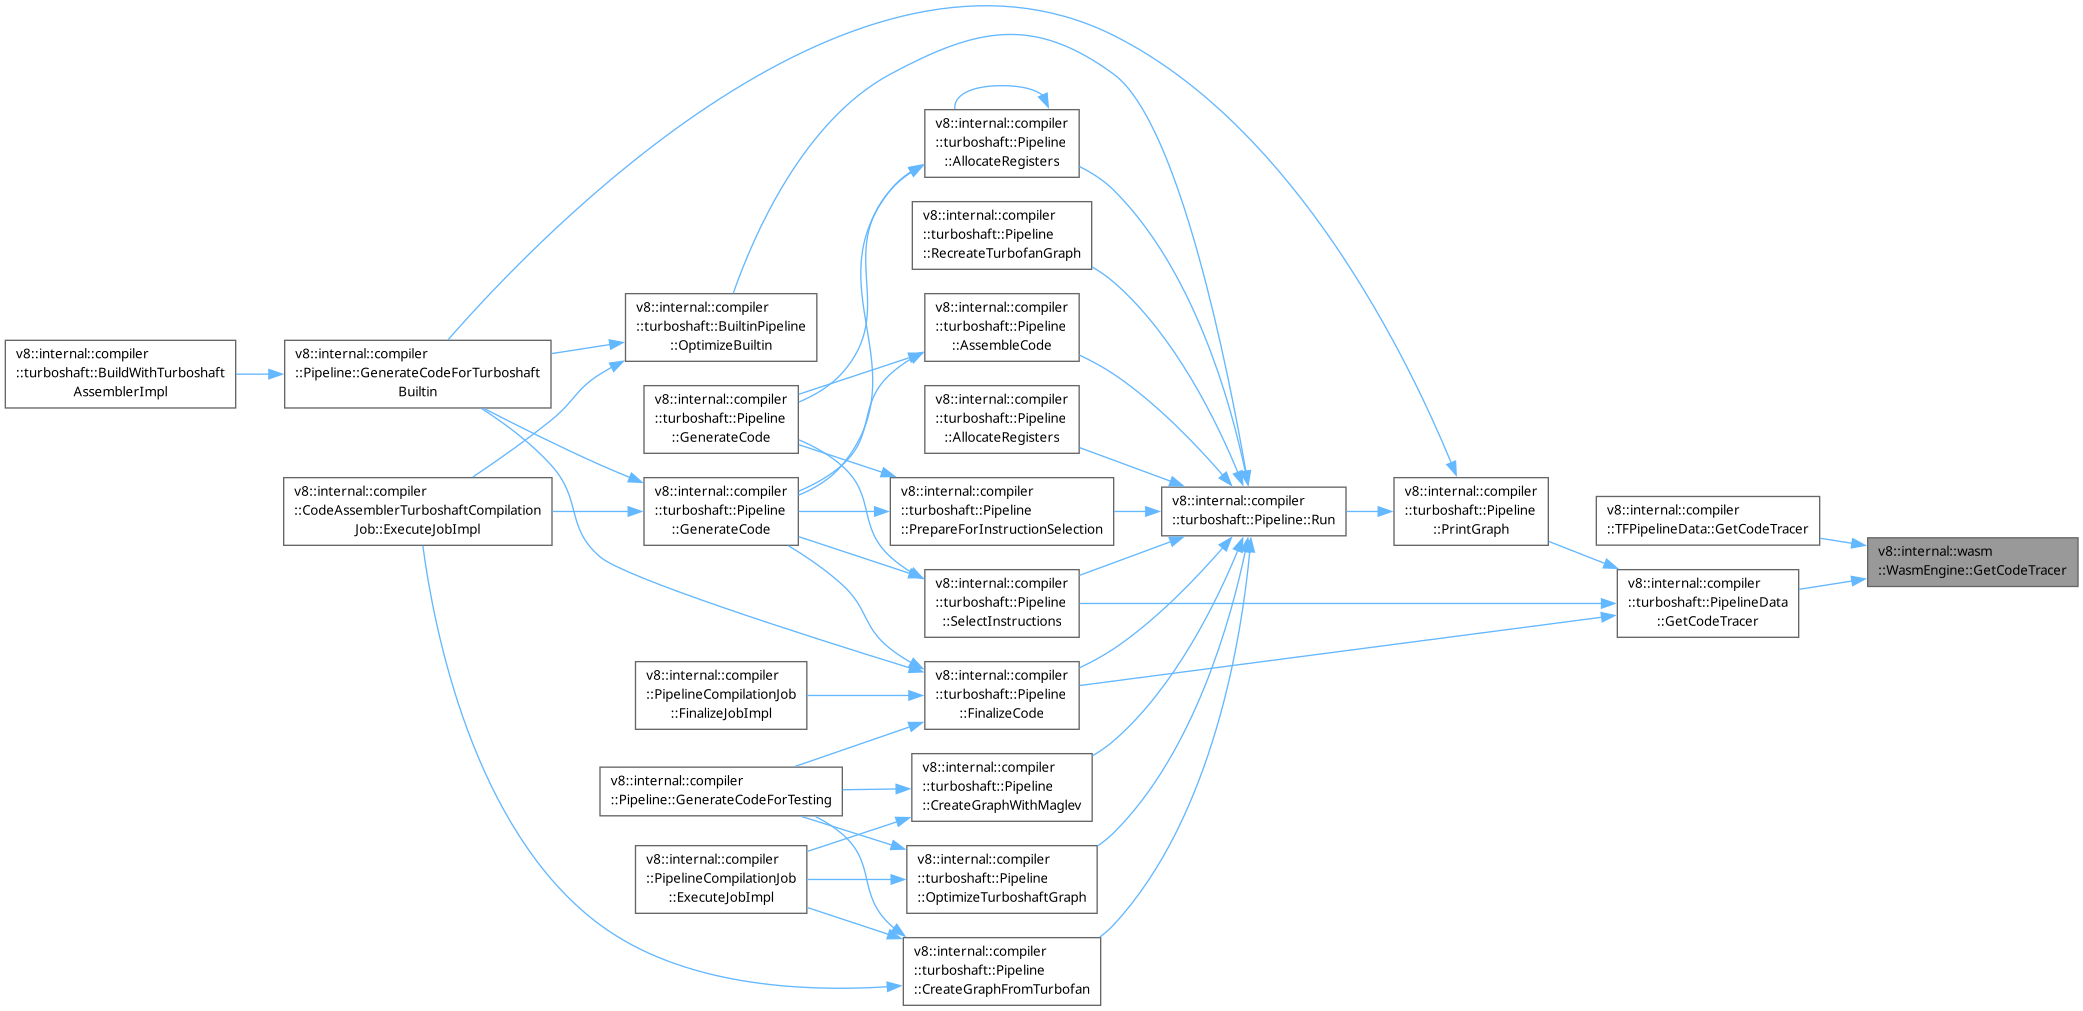 v8::internal::compiler
::turboshaft::Pipeline
::AllocateRegisters
v8::internal::compiler
::turboshaft::Pipeline
::RecreateTurbofanGraph
v8::internal::compiler
::turboshaft::BuiltinPipeline
::OptimizeBuiltin
v8::internal::compiler
::turboshaft::Pipeline
::AssembleCode
v8::internal::compiler
::turboshaft::BuildWithTurboshaft
AssemblerImpl
v8::internal::compiler
::Pipeline::GenerateCodeForTurboshaft
Builtin
v8::internal::compiler
::turboshaft::Pipeline
::GenerateCode
v8::internal::compiler
::turboshaft::Pipeline
::AllocateRegisters
v8::internal::compiler
::CodeAssemblerTurboshaftCompilation
Job::ExecuteJobImpl
v8::internal::compiler
::turboshaft::Pipeline
::GenerateCode
v8::internal::compiler
::turboshaft::Pipeline
::PrepareForInstructionSelection
v8::internal::compiler
::turboshaft::Pipeline::Run
v8::internal::compiler
::turboshaft::Pipeline
::PrintGraph
v8::internal::compiler
::TFPipelineData::GetCodeTracer
v8::internal::wasm
::WasmEngine::GetCodeTracer
v8::internal::compiler
::turboshaft::Pipeline
::SelectInstructions
v8::internal::compiler
::turboshaft::PipelineData
::GetCodeTracer
v8::internal::compiler
::PipelineCompilationJob
::FinalizeJobImpl
v8::internal::compiler
::turboshaft::Pipeline
::FinalizeCode
v8::internal::compiler
::Pipeline::GenerateCodeForTesting
v8::internal::compiler
::turboshaft::Pipeline
::CreateGraphWithMaglev
v8::internal::compiler
::PipelineCompilationJob
::ExecuteJobImpl
v8::internal::compiler
::turboshaft::Pipeline
::OptimizeTurboshaftGraph
v8::internal::compiler
::turboshaft::Pipeline
::CreateGraphFromTurbofan